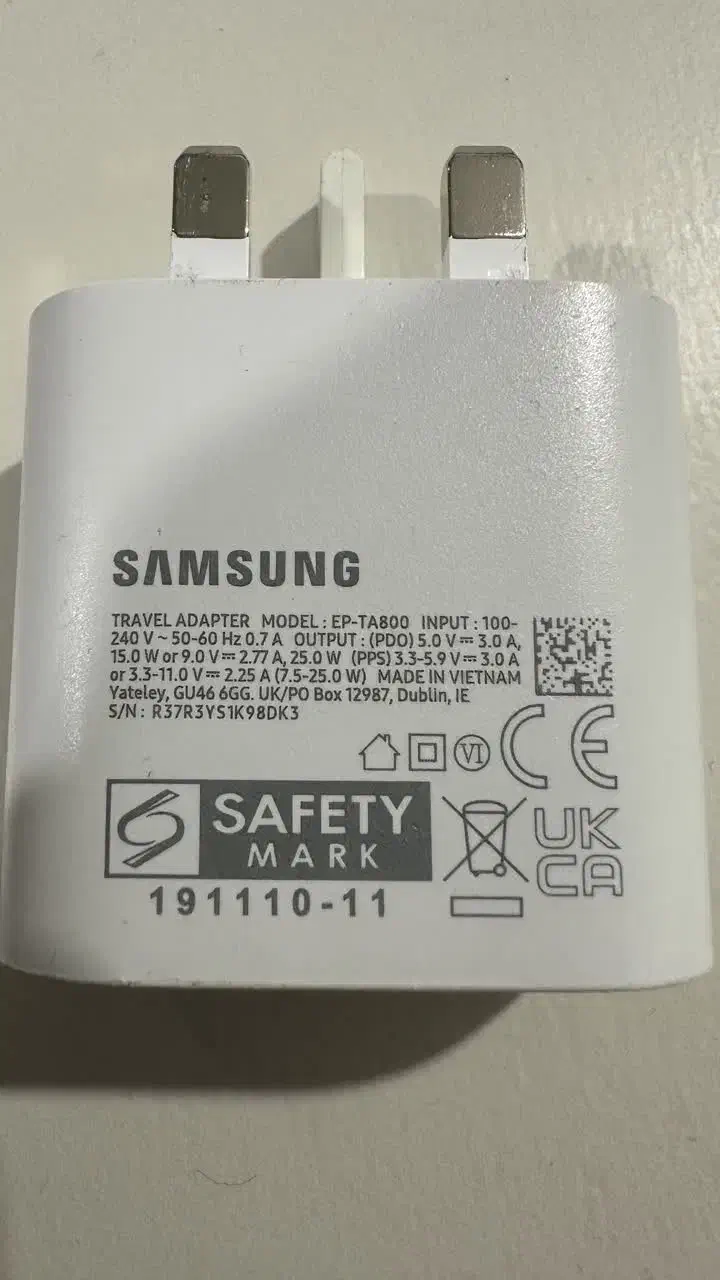 SAMSUNG
TRAVEL ADAPTER MODEL : EP-TA800 INPUT : 100-
240 V ~ 50-60 Hz 0.7 A OUTPUT : (PDO) 5.0 V ⎓ 3.0 A,
15.0 W or 9.0 V ⎓ 2.77 A, 25.0 W (PPS) 3.3-5.9 V ⎓ 3.0 A
or 3.3-11.0 V ⎓ 2.25 A (7.5-25.0 W) MADE IN VIETNAM
Yateley, GU46 6GG. UK/PO Box 12987, Dublin, IE
S/N : R37R3YS1K98DK3
VI CE
SAFETY
MARK
UK
CA
191110-11